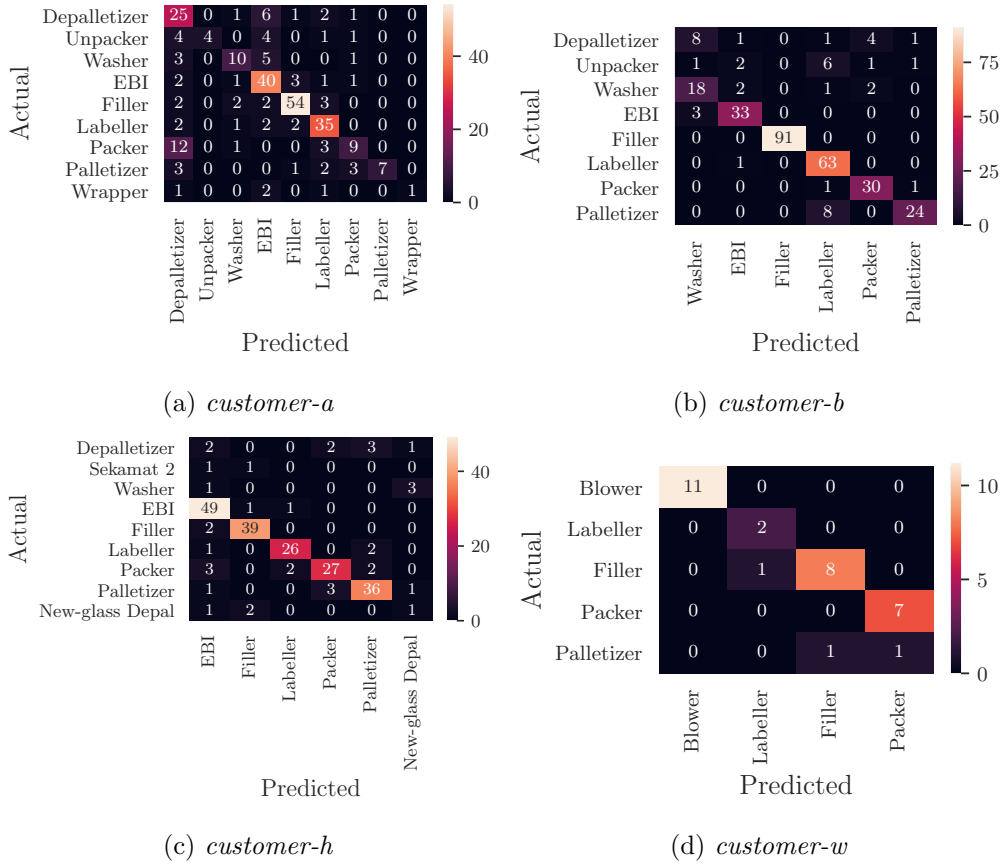 Depalletizer 25 0 1 6 1 2 1 0 0
Unpacker 4 4 0 4 0 1 1 0 0
Washer 3 0 10 5 0 0 1 0 0
EBI 2 0 1 40 3 1 1 0 0
Filler 2 0 2 2 54 3 0 0 0
Labeller 2 0 1 2 2 35 0 0 0
Packer 12 0 1 0 0 3 9 0 0
Palletizer 3 0 0 0 1 2 3 7 0
Wrapper 1 0 0 2 0 1 0 0 1
Actual
Depalletizer
Unpacker
Washer
EBI
Filler
Labeller
Packer
Palletizer
Wrapper
Predicted
40
20
0
(a) customer-a
Depalletizer 8 1 0 1 4 1
Unpacker 1 2 0 6 1 1
Washer 18 2 0 1 2 0
EBI 3 33 0 0 0 0
Filler 0 0 91 0 0 0
Labeller 0 1 0 63 0 0
Packer 0 0 0 1 30 1
Palletizer 0 0 0 8 0 24
Actual
Washer
EBI
Filler
Labeller
Packer
Palletizer
Predicted
75
50
25
0
(b) customer-b
Depalletizer 2 0 0 2 3 1
Sekamat 2 1 1 0 0 0 0
Washer 1 0 0 0 0 3
EBI 49 1 1 0 0 0
Filler 2 39 0 0 0 0
Labeller 1 0 26 0 2 0
Packer 3 0 2 27 2 0
Palletizer 1 0 0 3 36 1
New-glass Depal 1 2 0 0 0 1
Actual
EBI
Filler
Labeller
Packer
Palletizer
New-glass Depal
Predicted
40
20
0
(c) customer-h
Blower 11 0 0 0
Labeller 0 2 0 0
Filler 0 1 8 0
Packer 0 0 0 7
Palletizer 0 0 1 1
Actual
Blower
Labeller
Filler
Packer
Predicted
10
5
0
(d) customer-w